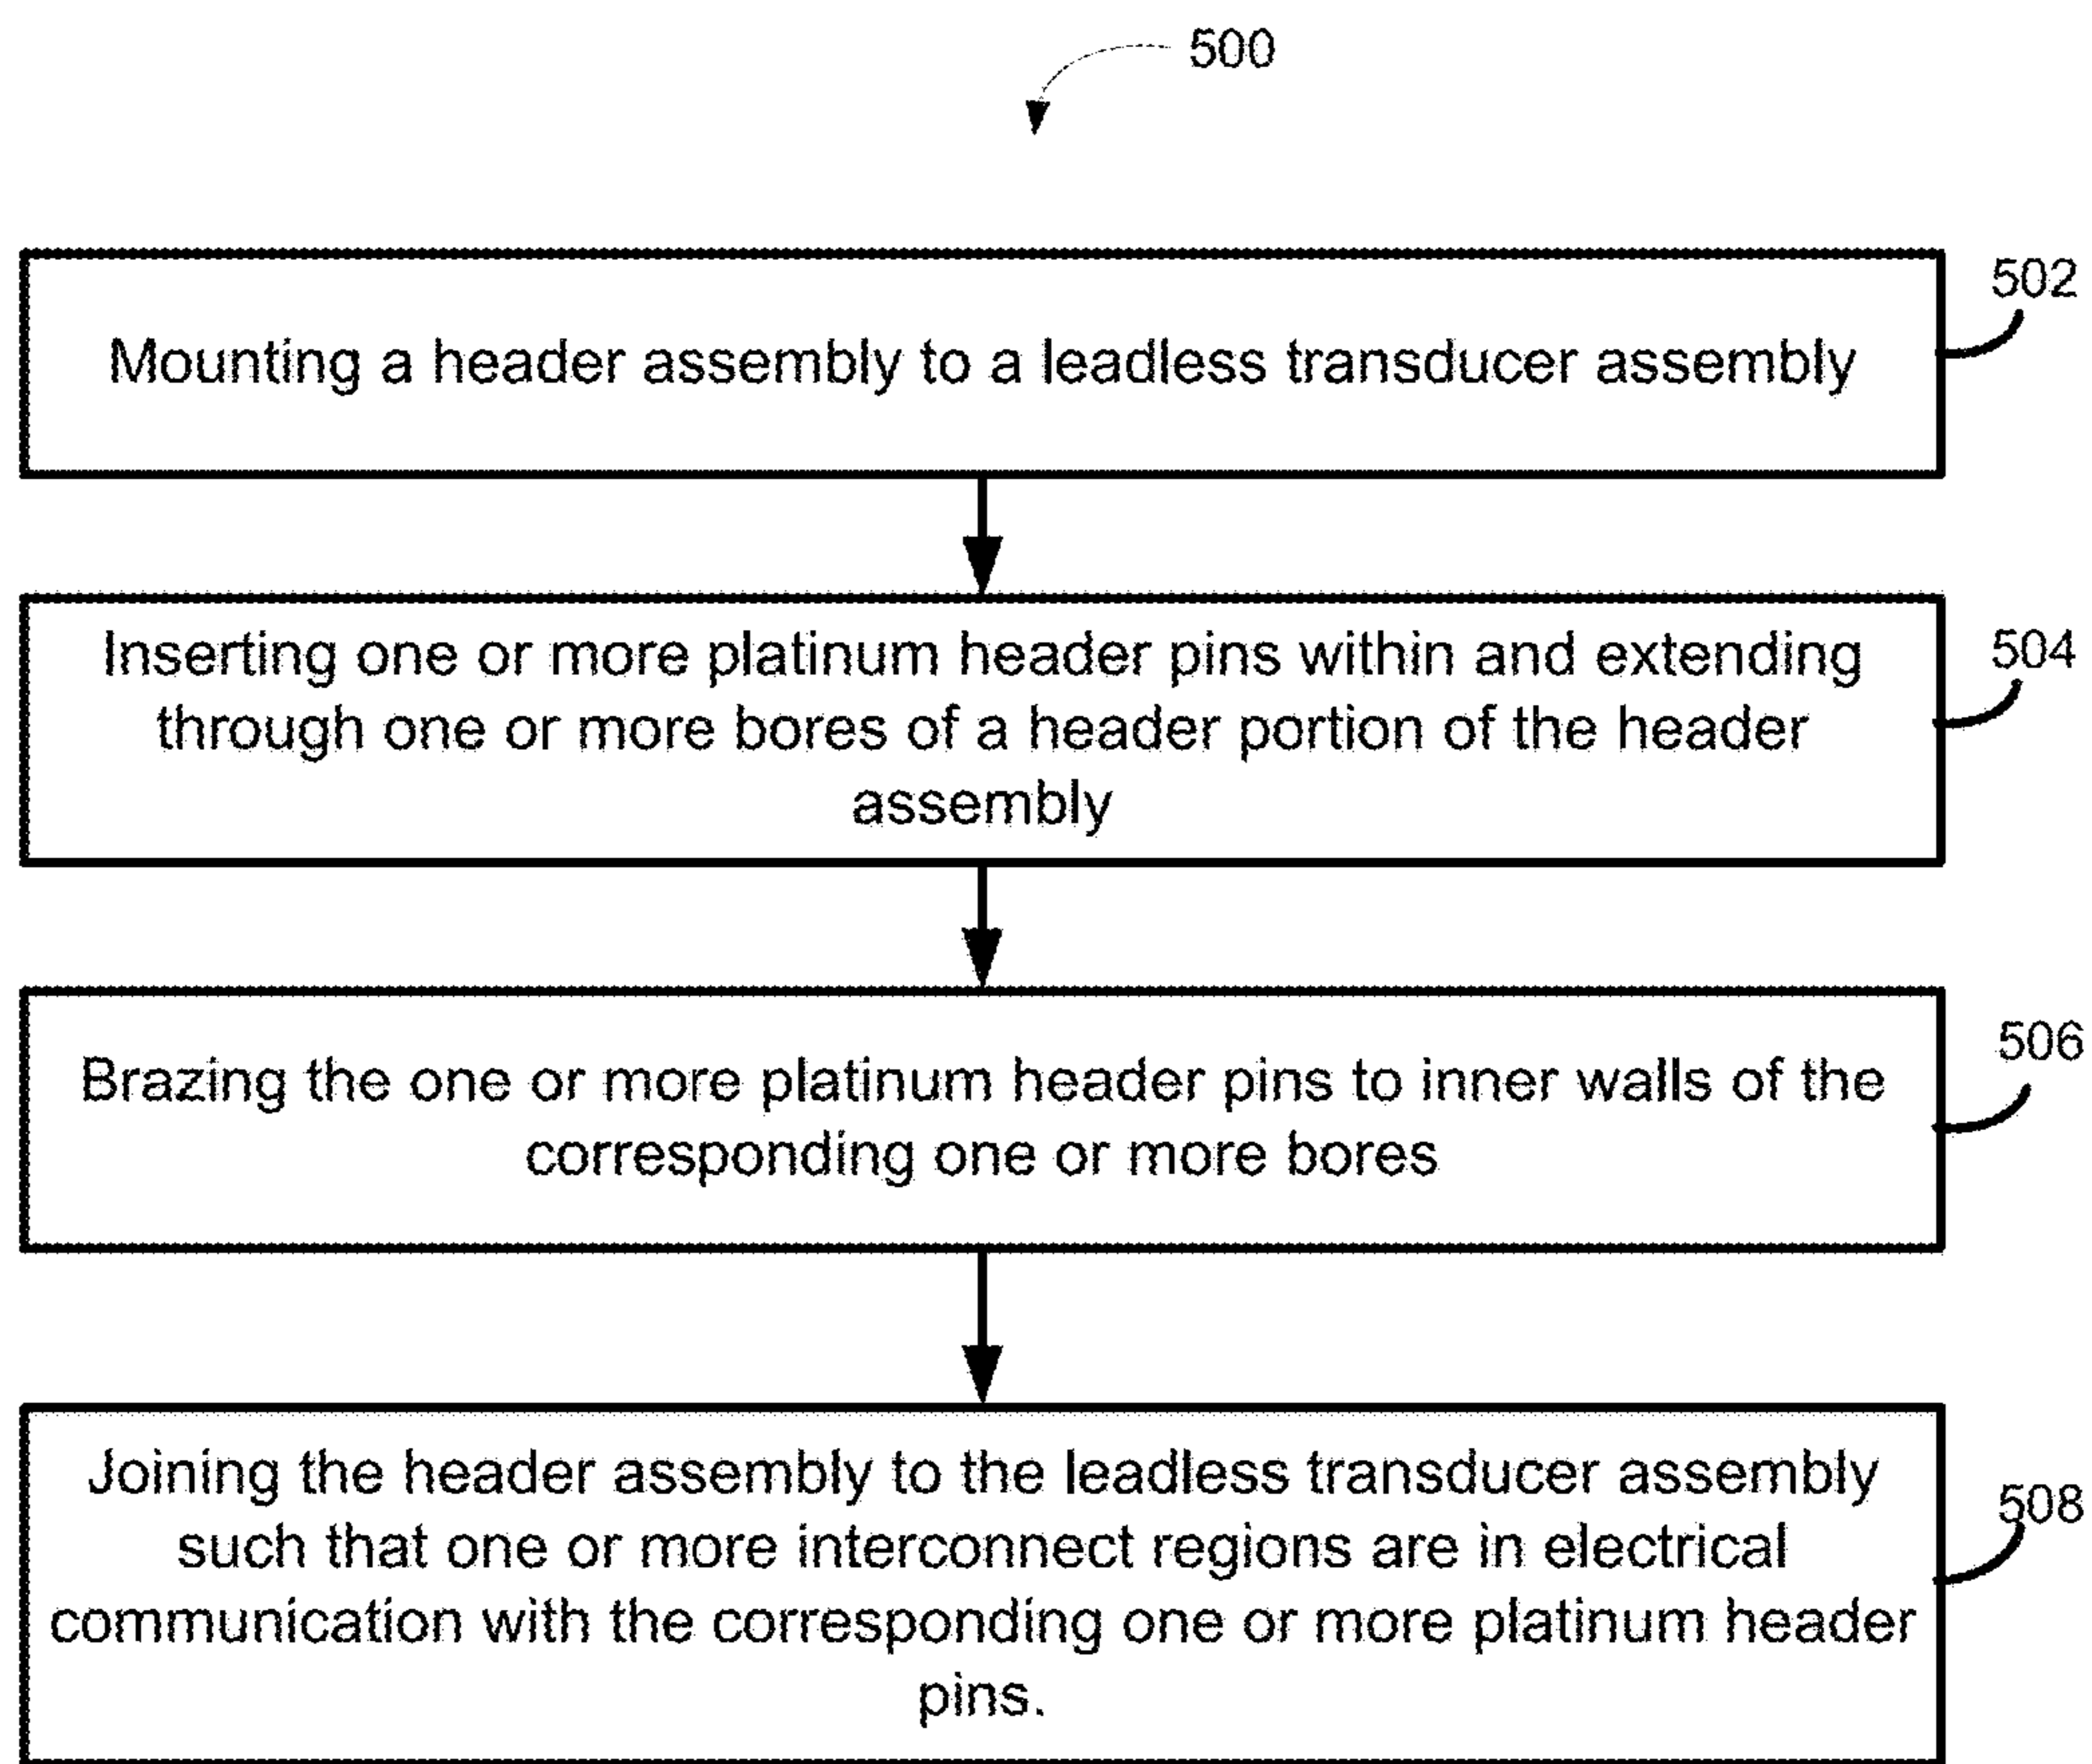 500
502
Mounting a header assembly to a leadless transducer assembly
504
Inserting one or more platinum header pins within and extending
through one or more bores of a header portion of the header
assembly
506
Brazing the one or more platinum header pins to inner walls of the
corresponding one or more bores
508
Joining the header assembly to the leadless transducer assembly
such that one or more interconnect regions are in electrical
communication with the corresponding one or more platinum header
pins.